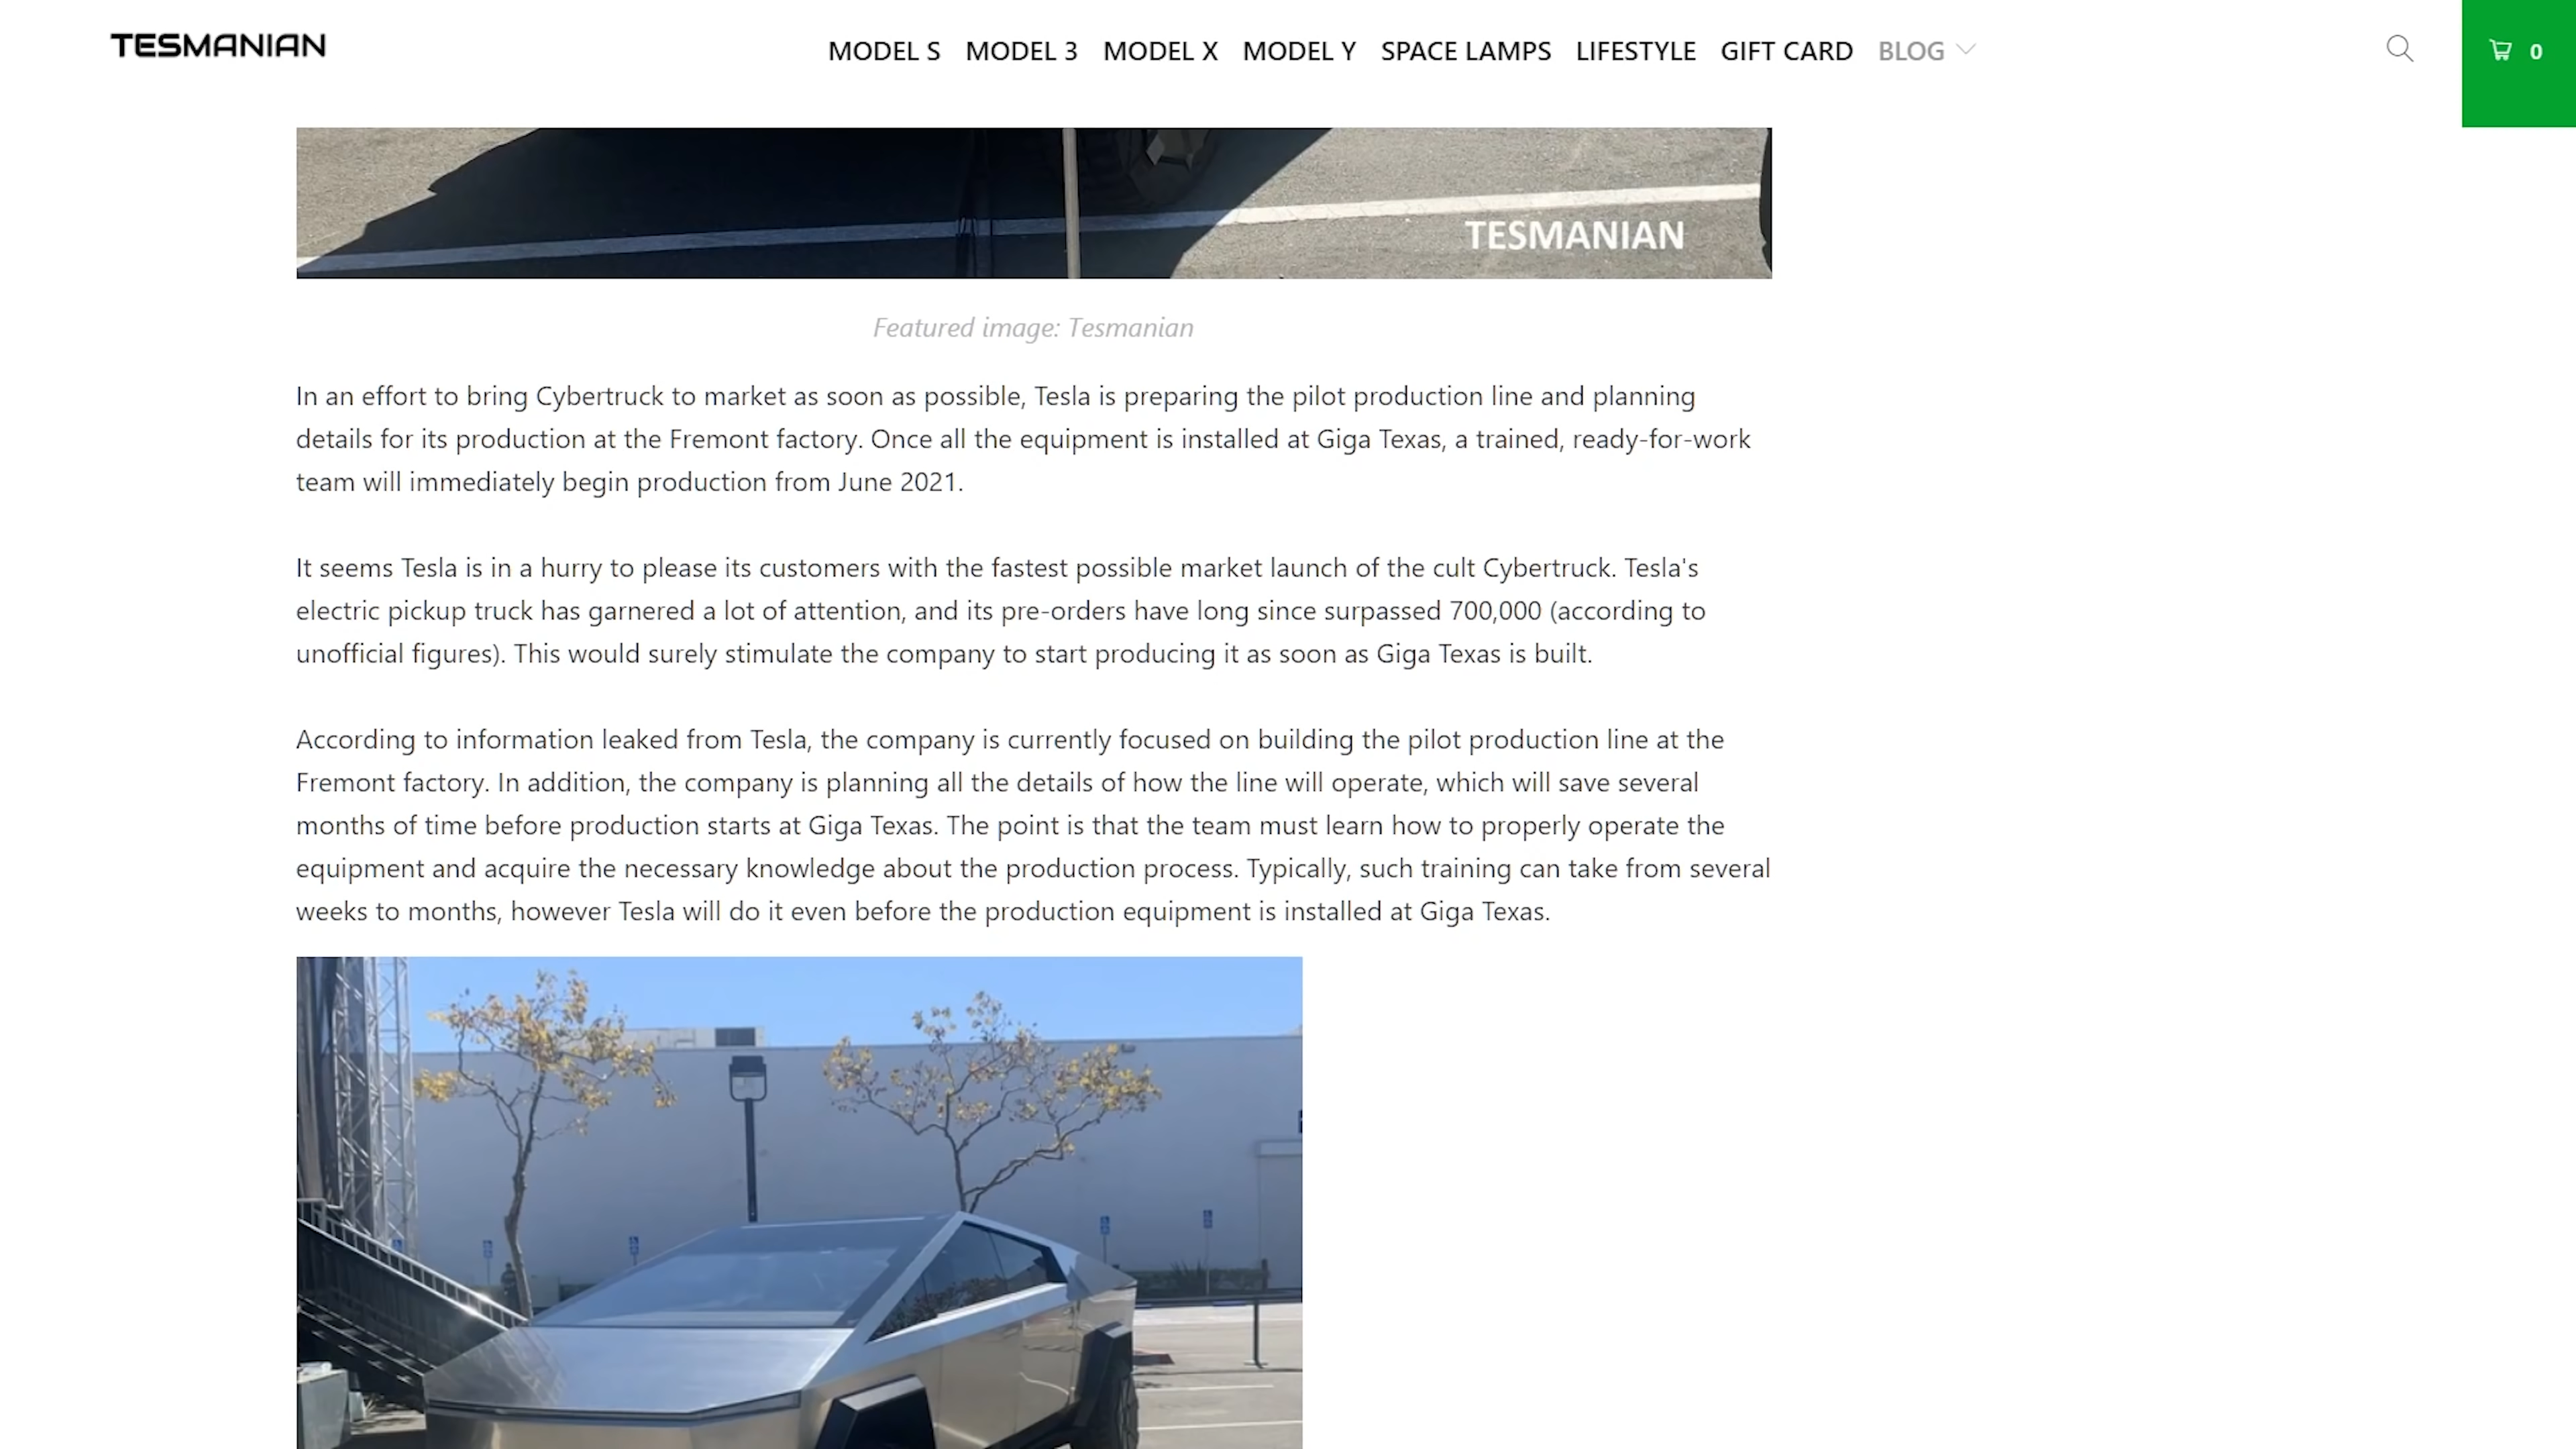 TESMANIAN
MODEL S MODEL 3 MODEL X MODEL Y SPACE LAMPS LIFESTYLE GIFT CARD BLOG
0
TESMANIAN
Featured image: Tesmanian
In an effort to bring Cybertruck to market as soon as possible, Tesla is preparing the pilot production line and planning
details for its production at the Fremont factory. Once all the equipment is installed at Giga Texas, a trained, ready-for-work
team will immediately begin production from June 2021.
It seems Tesla is in a hurry to please its customers with the fastest possible market launch of the cult Cybertruck. Tesla's
electric pickup truck has garnered a lot of attention, and its pre-orders have long since surpassed 700,000 (according to
unofficial figures). This would surely stimulate the company to start producing it as soon as Giga Texas is built.
According to information leaked from Tesla, the company is currently focused on building the pilot production line at the
Fremont factory. In addition, the company is planning all the details of how the line will operate, which will save several
months of time before production starts at Giga Texas. The point is that the team must learn how to properly operate the
equipment and acquire the necessary knowledge about the production process. Typically, such training can take from several
weeks to months, however Tesla will do it even before the production equipment is installed at Giga Texas.